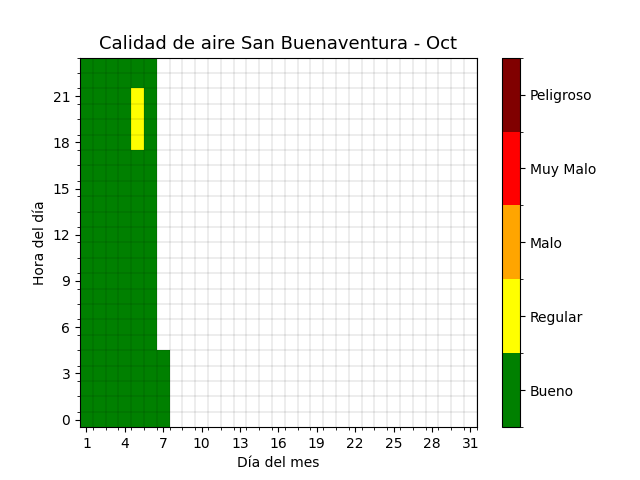 Calidad de aire San Buenaventura - Oct
Hora del día
21
18
15
12
9
6
3
0
1 4 7 10 13 16 19 22 25 28 31
Día del mes
Peligroso
Muy Malo
Malo
Regular
Bueno